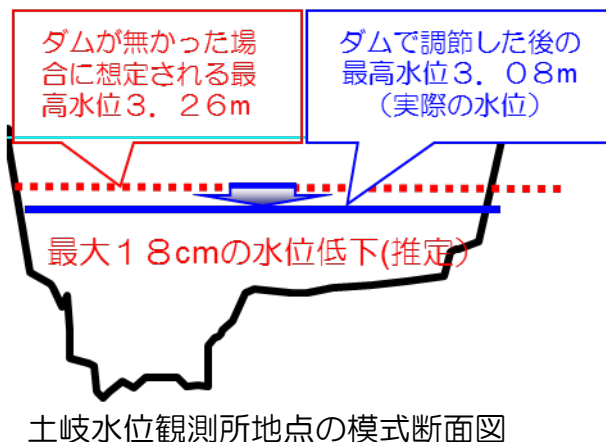 ダムが無かった場
合に想定される最
高水位3．26m
ダムで調節した後の
最高水位3．08m
（実際の水位）
最大18cmの水位低下(推定）
土岐水位観測所地点の模式断面図